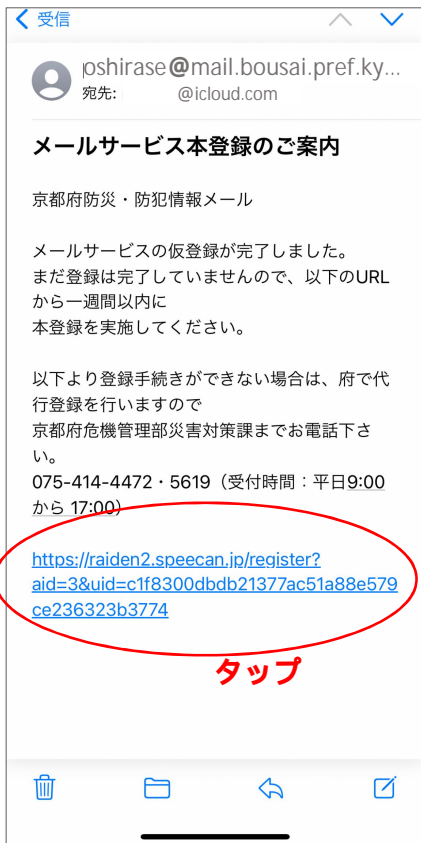 受信
oshirase@mail.bousai.pref.ky...
宛先: @icloud.com
メールサービス本登録のご案内
京都府防災・防犯情報メール
メールサービスの仮登録が完了しました。
まだ登録は完了していませんので、以下のURL
から一週間以内に
本登録を実施してください。
以下より登録手続きができない場合は、府で代
行登録を行いますので
京都府危機管理部災害対策課までお電話下さ
い。
075-414-4472・5619（受付時間：平日9:00
から 17:00）
https://raiden2.speecan.jp/register?
aid=3&uid=c1f8300dbdb21377ac51a88e579
ce236323b3774
タップ